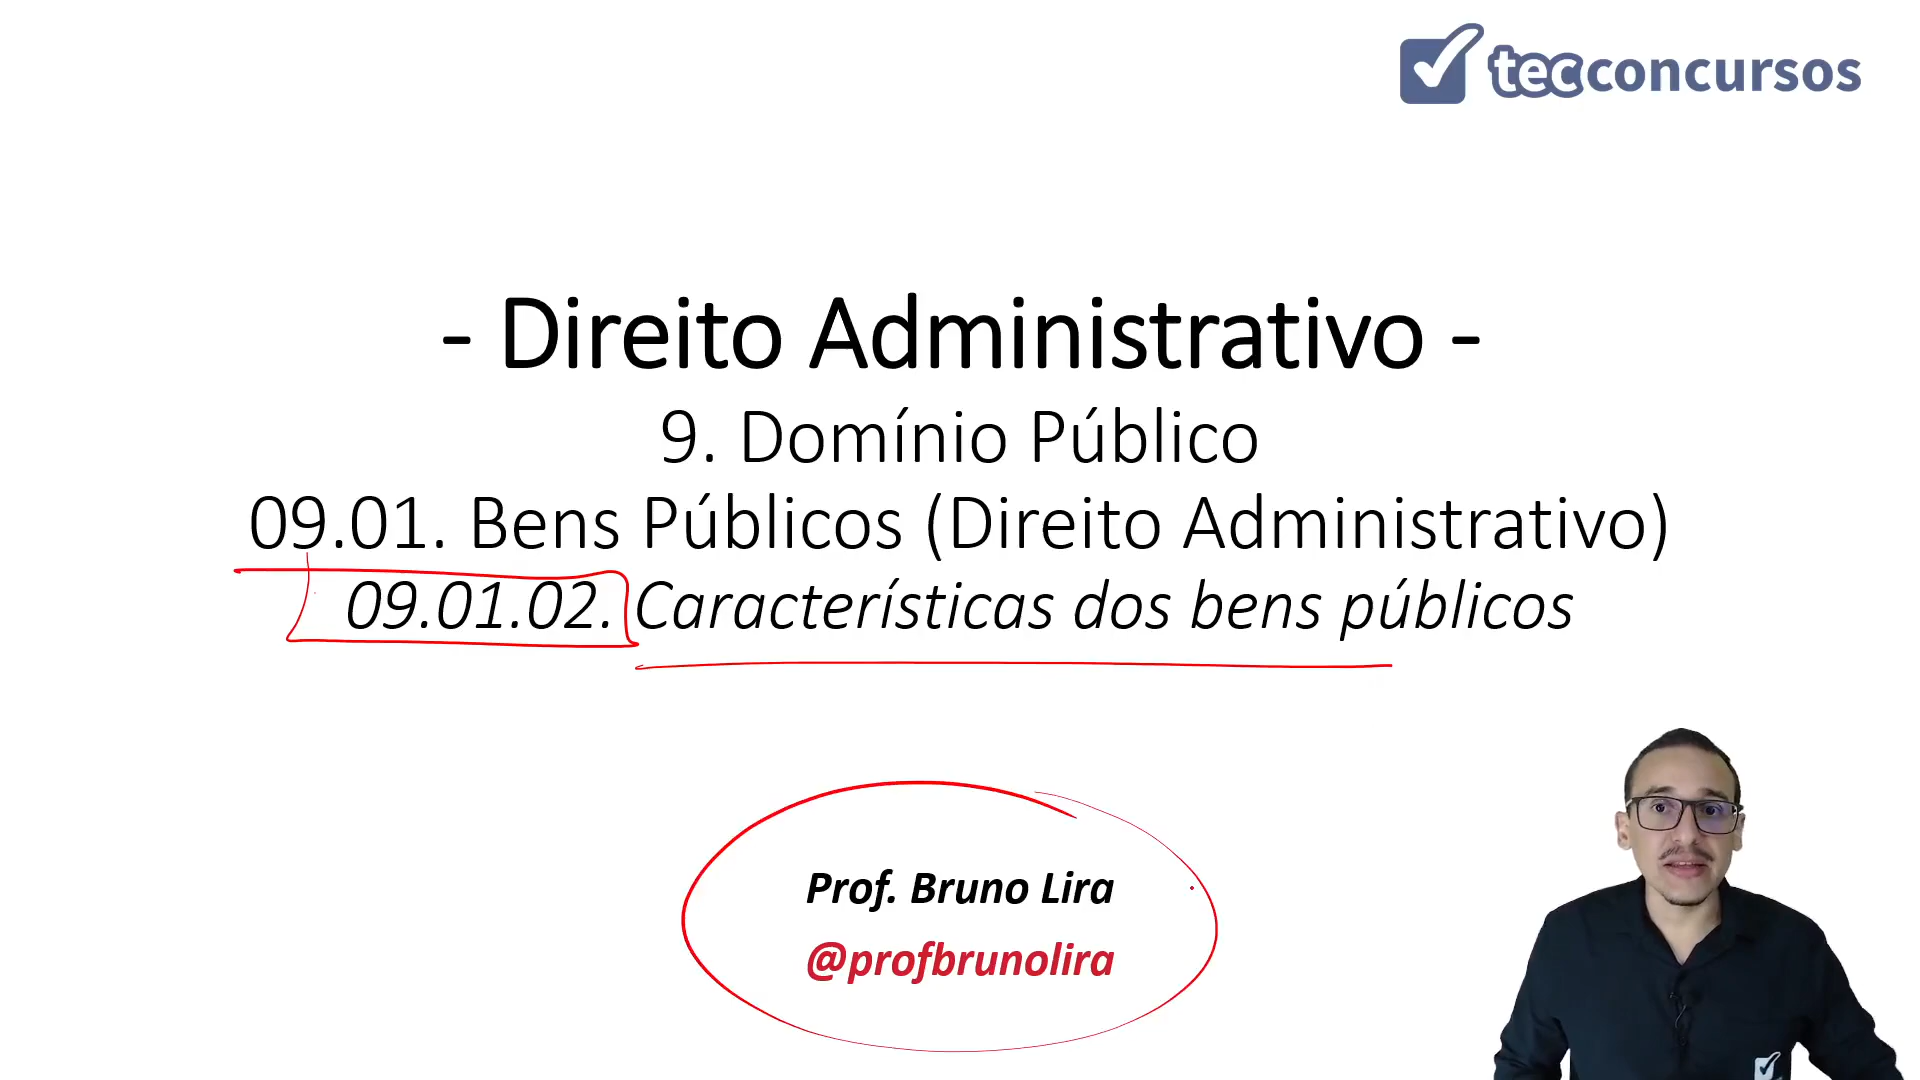 tecconcursos
- Direito Administrativo -
9. Domínio Público
09.01. Bens Públicos (Direito Administrativo)
09.01.02. Características dos bens públicos
Prof. Bruno Lira
@profbrunolira